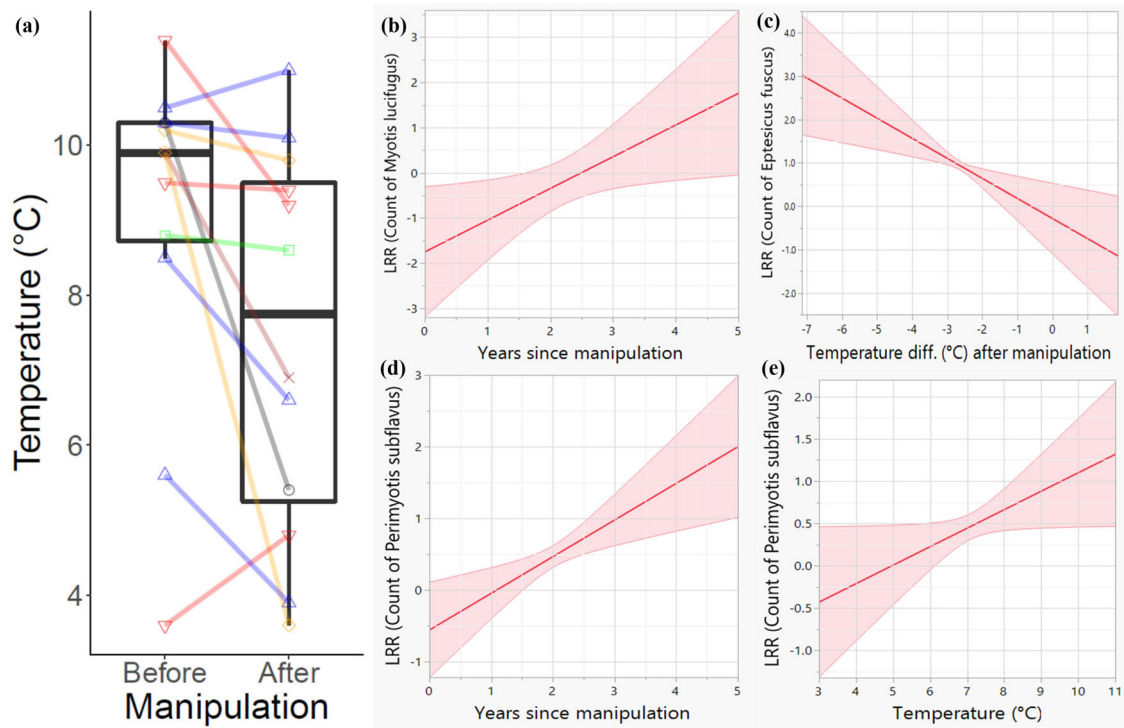 (a)
Temperature (°C)
10
8
6
4
Before After
Manipulation
(b)
LRR (Count of Myotis lucifugus)
4
3
2
1
0
-1
-2
-3
0 1 2 3 4 5
Years since manipulation
(c)
LRR (Count of Eptesicus fuscus)
4.0
3.0
2.0
1.0
0.0
-1.0
-2.0
-7 -6 -5 -4 -3 -2 -1 0 1
Temperature diff. (°C) after manipulation
(d)
LRR (Count of Perimyotis subflavus)
3
2
1
0
-1
0 1 2 3 4 5
Years since manipulation
(e)
LRR (Count of Perimyotis subflavus)
2.0
1.5
1.0
0.5
0.0
-0.5
-1.0
3 4 5 6 7 8 9 10 11
Temperature (°C)